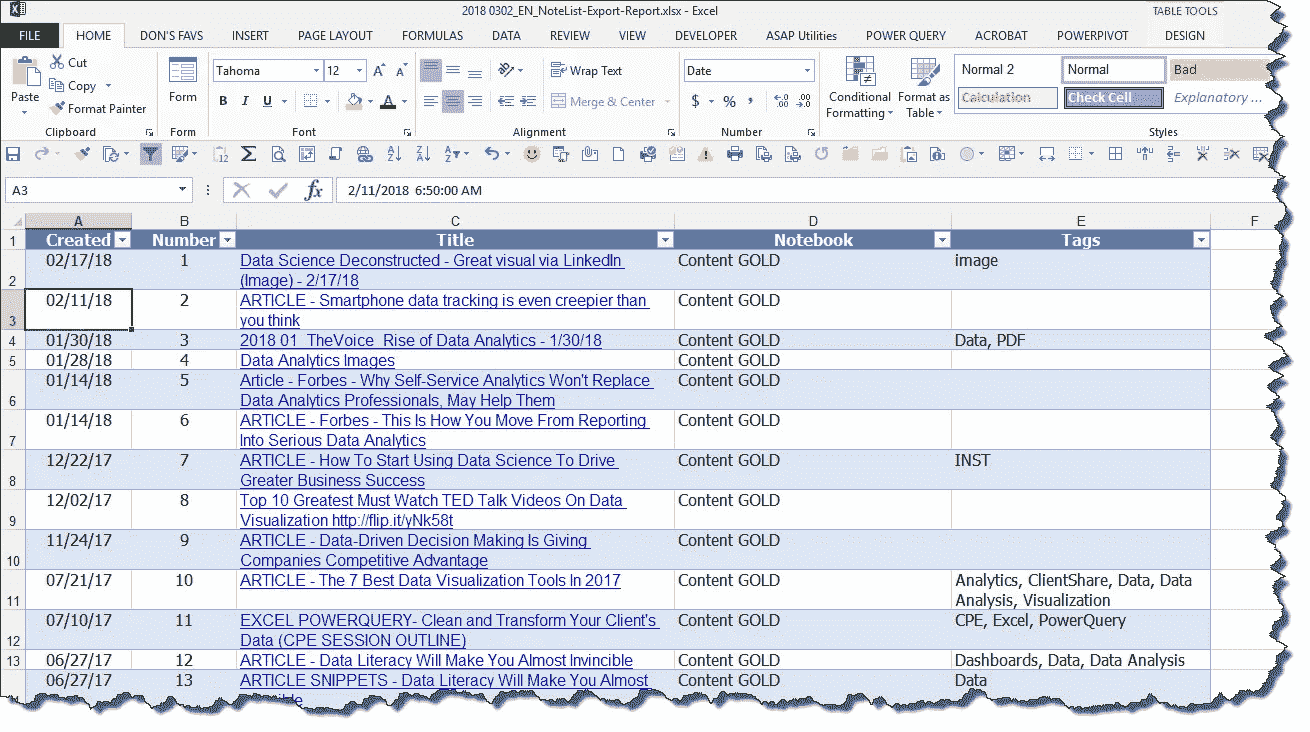 2018 0302_EN_NoteList-Export-Report.xlsx - Excel
TABLE TOOLS
FILE HOME DON'S FAVS INSERT PAGE LAYOUT FORMULAS DATA REVIEW VIEW DEVELOPER ASAP Utilities POWER QUERY ACROBAT POWERPIVOT DESIGN
Paste
Cut
Copy
Format Painter
Clipboard
Form
Form
Tahoma 12
B I U
Font
Wrap Text
Merge & Center
Alignment
Date
$ % ,
Number
Conditional
Formatting
Format as
Table
Normal 2 Normal Bad
Calculation Check Cell Explanatory ...
Styles
A3 fx 2/11/2018 6:50:00 AM
A B C D E F
1 Created Number Title Notebook Tags
02/17/18 1 Data Science Deconstructed - Great visual via LinkedIn Content GOLD image
2 (Image) - 2/17/18
02/11/18 2 ARTICLE - Smartphone data tracking is even creepier than Content GOLD
3 you think
4 01/30/18 3 2018 01_TheVoice_Rise of Data Analytics - 1/30/18 Content GOLD Data, PDF
5 01/28/18 4 Data Analytics Images Content GOLD
01/14/18 5 Article - Forbes - Why Self-Service Analytics Won't Replace Content GOLD
6 Data Analytics Professionals, May Help Them
01/14/18 6 ARTICLE - Forbes - This Is How You Move From Reporting Content GOLD
7 Into Serious Data Analytics
12/22/17 7 ARTICLE - How To Start Using Data Science To Drive Content GOLD INST
8 Greater Business Success
12/02/17 8 Top 10 Greatest Must Watch TED Talk Videos On Data Content GOLD
9 Visualization http://flip.it/yNk58t
11/24/17 9 ARTICLE - Data-Driven Decision Making Is Giving Content GOLD
10 Companies Competitive Advantage
07/21/17 10 ARTICLE - The 7 Best Data Visualization Tools In 2017 Content GOLD Analytics, ClientShare, Data, Data
11 Analysis, Visualization
07/10/17 11 EXCEL POWERQUERY- Clean and Transform Your Client's Content GOLD CPE, Excel, PowerQuery
12 Data (CPE SESSION OUTLINE)
13 06/27/17 12 ARTICLE - Data Literacy Will Make You Almost Invincible Content GOLD Dashboards, Data, Data Analysis
06/27/17 13 ARTICLE SNIPPETS - Data Literacy Will Make You Almost Content GOLD Data